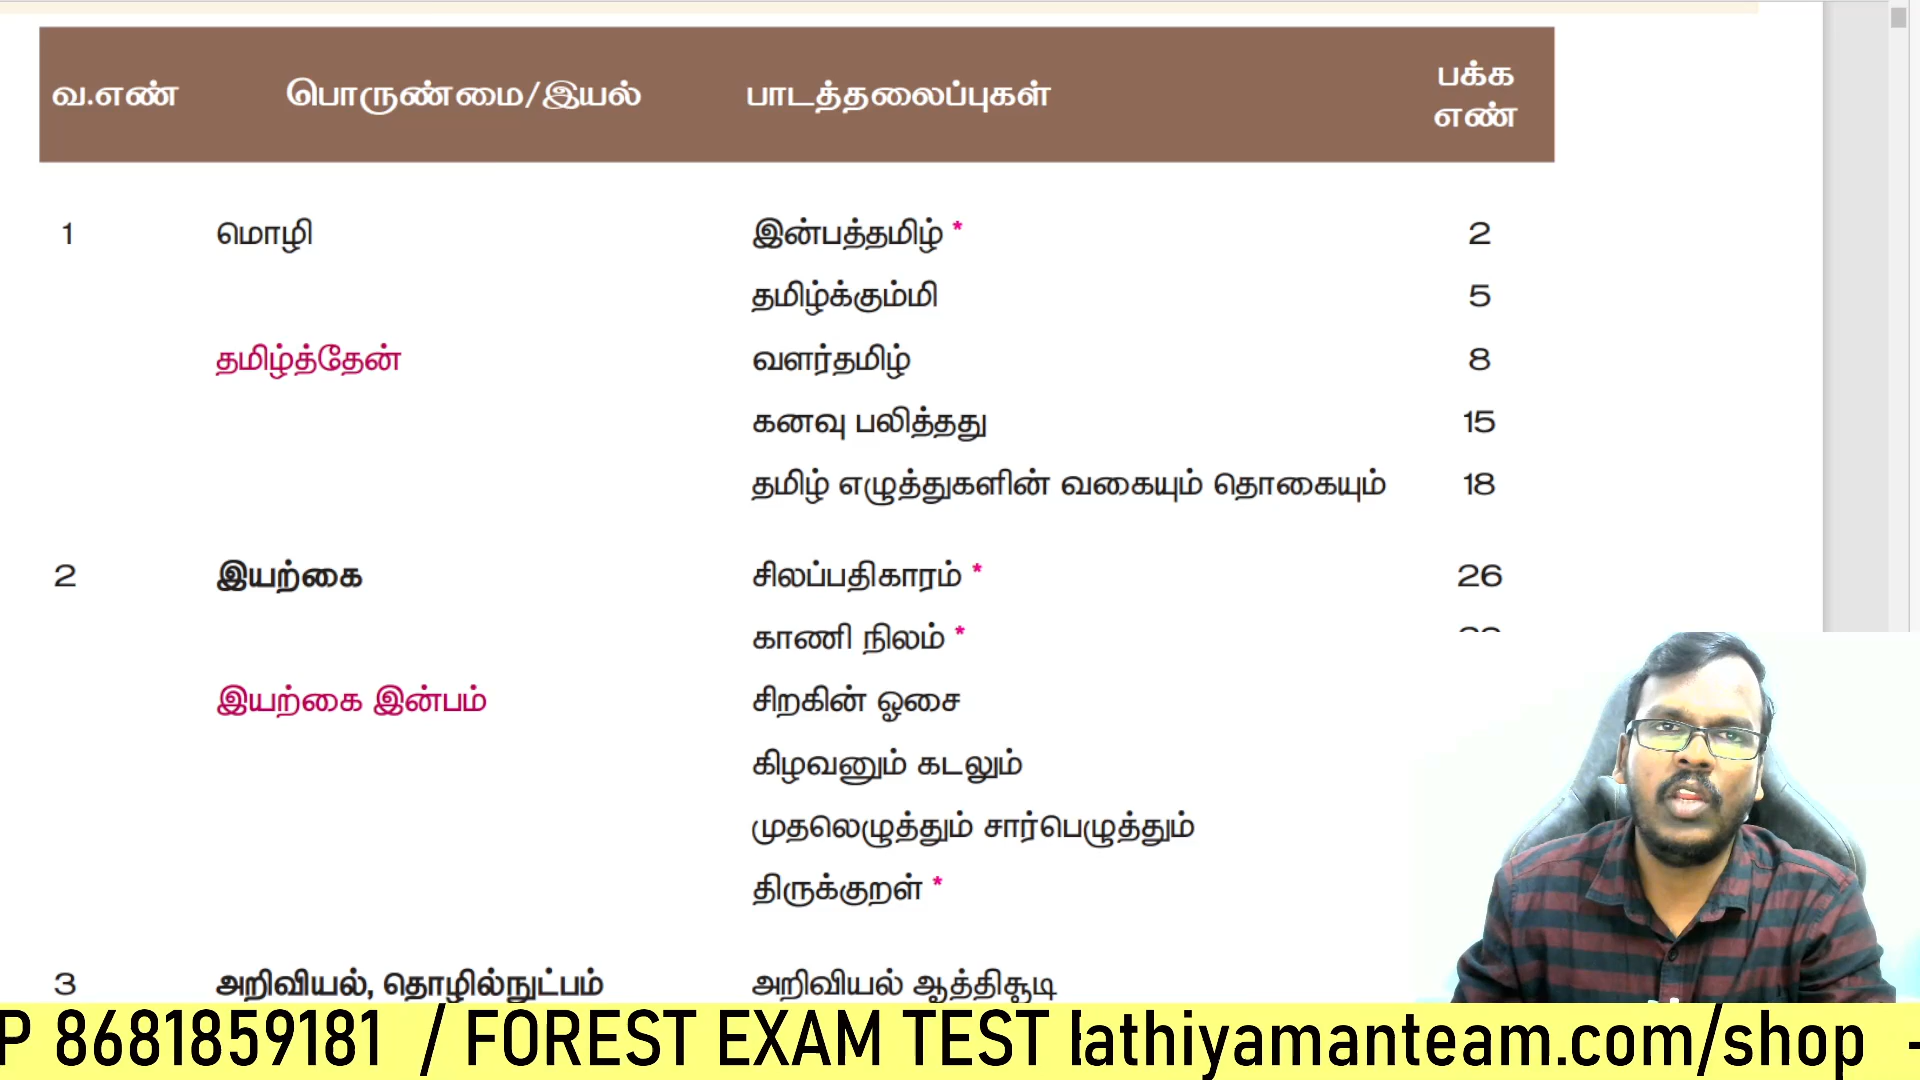 வ.எண் பொருண்மை/இயல் பாடத்தலைப்புகள் பக்க எண்
1 மொழி இன்பத்தமிழ் * 2
தமிழ்க்கும்மி 5
தமிழ்த்தேன் வளர்தமிழ் 8
கனவு பலித்தது 15
தமிழ் எழுத்துகளின் வகையும் தொகையும் 18
2 இயற்கை சிலப்பதிகாரம் * 26
காணி நிலம் *
இயற்கை இன்பம் சிறகின் ஓசை
கிழவனும் கடலும்
முதலெழுத்தும் சார்பெழுத்தும்
திருக்குறள் *
3 அறிவியல், தொழில்நுட்பம் அறிவியல் ஆத்திசூடி
P 8681859181 / FOREST EXAM TEST lathiyamanteam.com/shop -